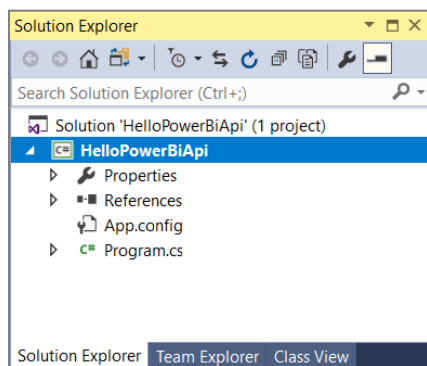 Solution Explorer
Search Solution Explorer (Ctrl+;)
Solution 'HelloPowerBiApi' (1 project)
C# HelloPowerBiApi
Properties
References
App.config
C# Program.cs
Solution Explorer Team Explorer Class View